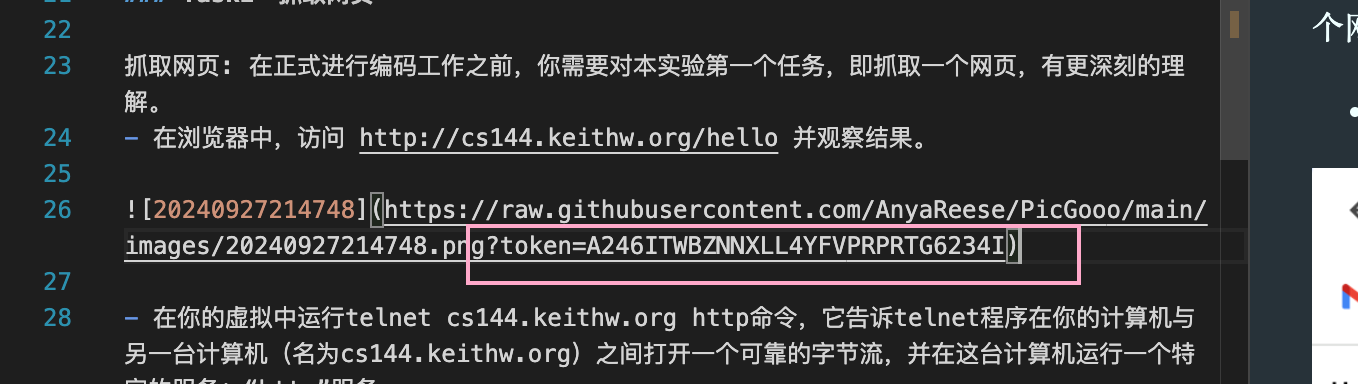 22
23 抓取网页: 在正式进行编码工作之前，你需要对本实验第一个任务，即抓取一个网页，有更深刻的理
解。
24 - 在浏览器中，访问 http://cs144.keithw.org/hello 并观察结果。
25
26 ![20240927214748](https://raw.githubusercontent.com/AnyaReese/PicGooo/main/
images/20240927214748.png?token=A246ITWBZNNXLL4YFVPRPRTG6234I)
27
28 - 在你的虚拟中运行telnet cs144.keithw.org http命令，它告诉telnet程序在你的计算机与
另一台计算机（名为cs144.keithw.org）之间打开一个可靠的字节流，并在这台计算机运行一个特
个